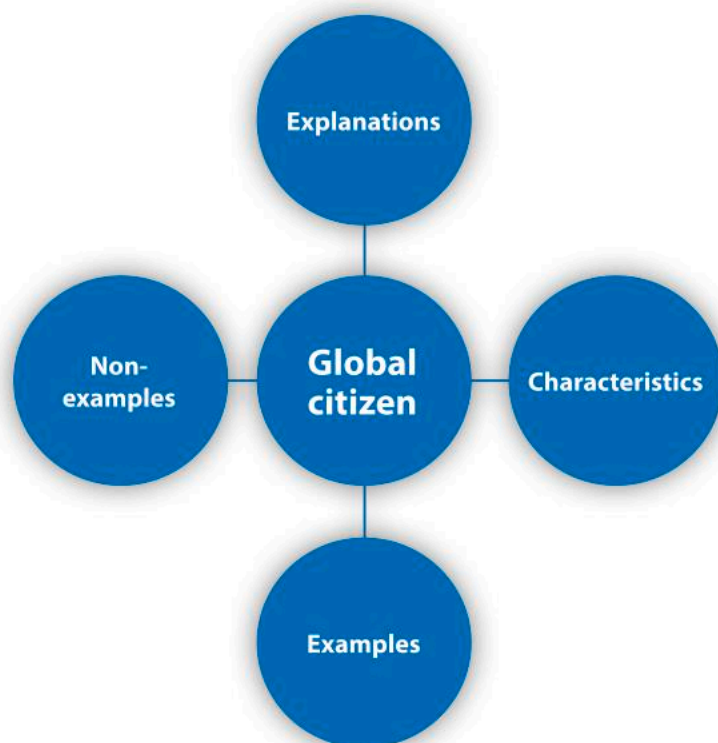 Explanations
Non-
examples
Global
citizen
Characteristics
Examples